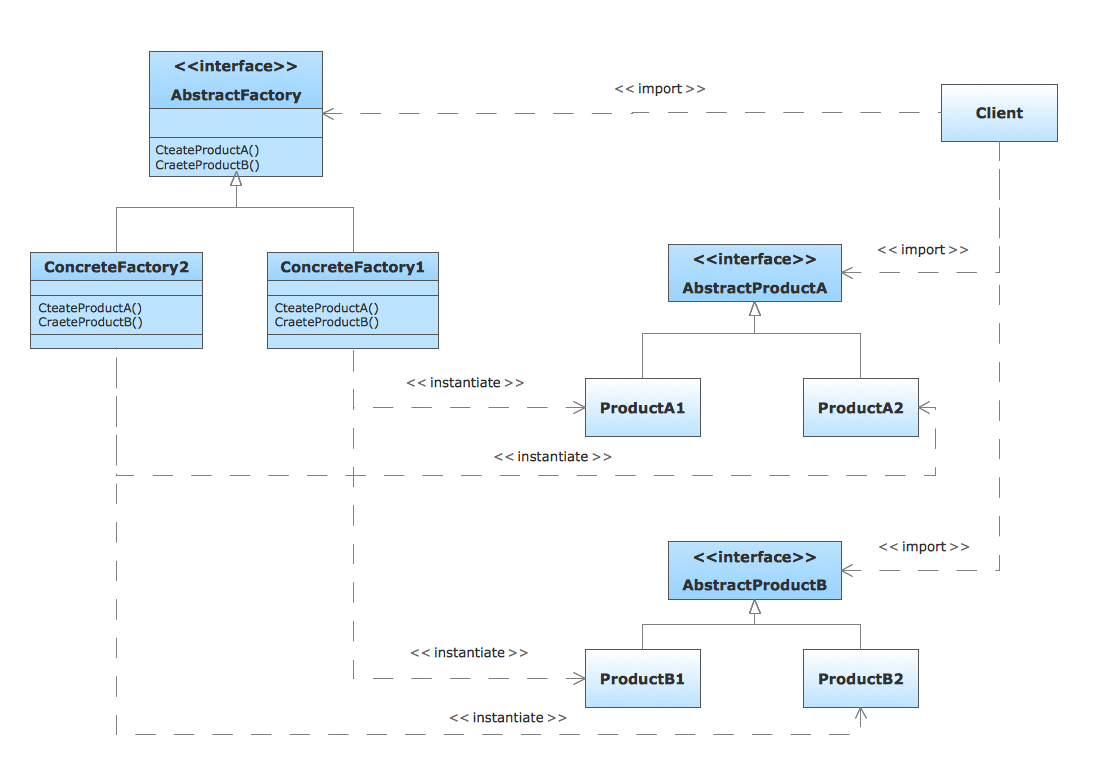 <<interface>>
AbstractFactory
CteateProductA()
CraeteProductB()
<< import >>
Client
ConcreteFactory2
CteateProductA()
CraeteProductB()
ConcreteFactory1
CteateProductA()
CraeteProductB()
<<interface>>
AbstractProductA
<< import >>
<< instantiate >>
ProductA1
ProductA2
<< instantiate >>
<<interface>>
AbstractProductB
<< import >>
<< instantiate >>
ProductB1
ProductB2
<< instantiate >>